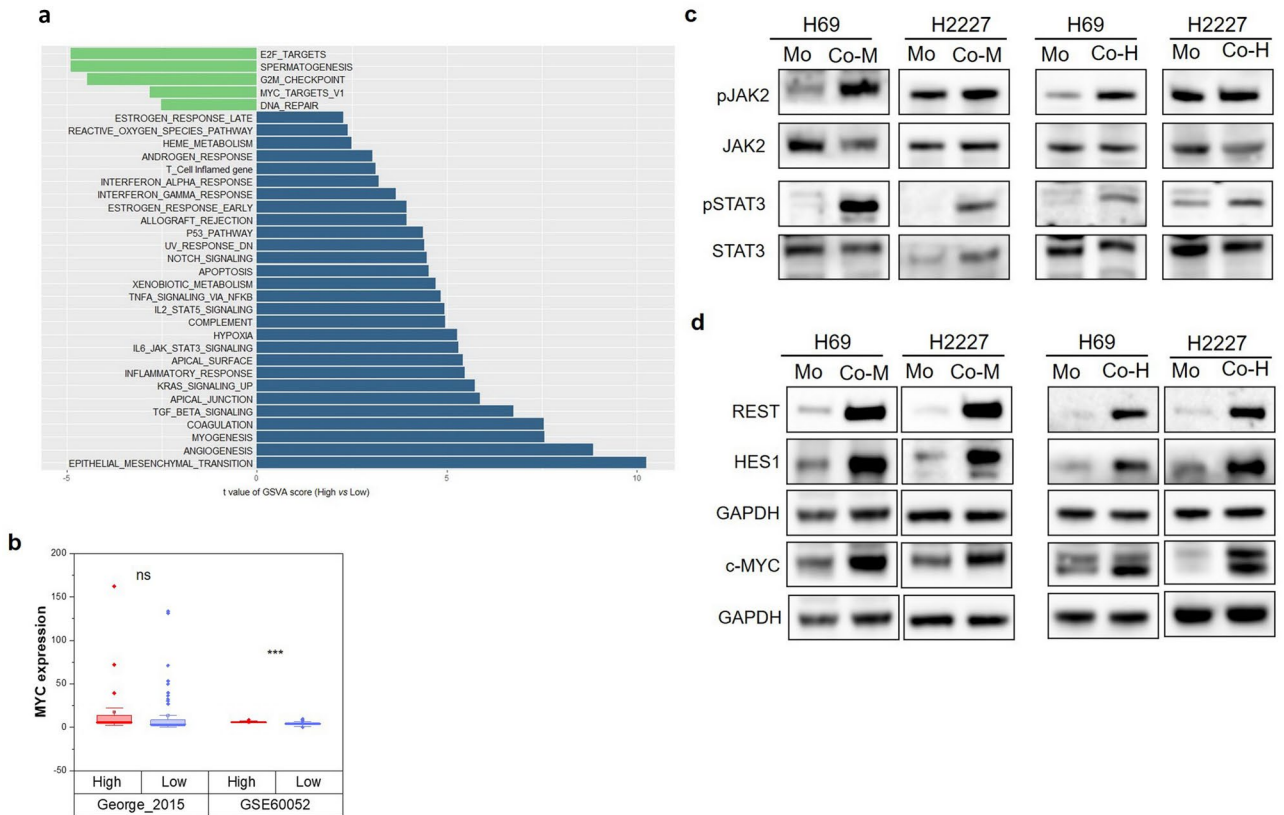 a
E2F_TARGETS
SPERMATOGENESIS
G2M_CHECKPOINT
MYC_TARGETS_V1
DNA_REPAIR
ESTROGEN_RESPONSE_LATE
REACTIVE_OXYGEN_SPECIES_PATHWAY
HEME_METABOLISM
ANDROGEN_RESPONSE
T_Cell Inflamed gene
INTERFERON_ALPHA_RESPONSE
INTERFERON_GAMMA_RESPONSE
ESTROGEN_RESPONSE_EARLY
ALLOGRAFT_REJECTION
P53_PATHWAY
UV_RESPONSE_DN
NOTCH_SIGNALING
APOPTOSIS
XENOBIOTIC_METABOLISM
TNFA_SIGNALING_VIA_NFKB
IL2_STAT5_SIGNALING
COMPLEMENT
HYPOXIA
IL6_JAK_STAT3_SIGNALING
APICAL_SURFACE
INFLAMMATORY_RESPONSE
KRAS_SIGNALING_UP
APICAL_JUNCTION
TGF_BETA_SIGNALING
COAGULATION
MYOGENESIS
ANGIOGENESIS
EPITHELIAL_MESENCHYMAL_TRANSITION
-5 0 5 10
t value of GSVA score (High vs Low)
b
MYC expression
200
150
100
50
0
-50
ns
***
High Low High Low
George_2015 GSE60052
c
H69 H2227 H69 H2227
Mo Co-M Mo Co-M Mo Co-H Mo Co-H
pJAK2
JAK2
pSTAT3
STAT3
d
H69 H2227 H69 H2227
Mo Co-M Mo Co-M Mo Co-H Mo Co-H
REST
HES1
GAPDH
c-MYC
GAPDH